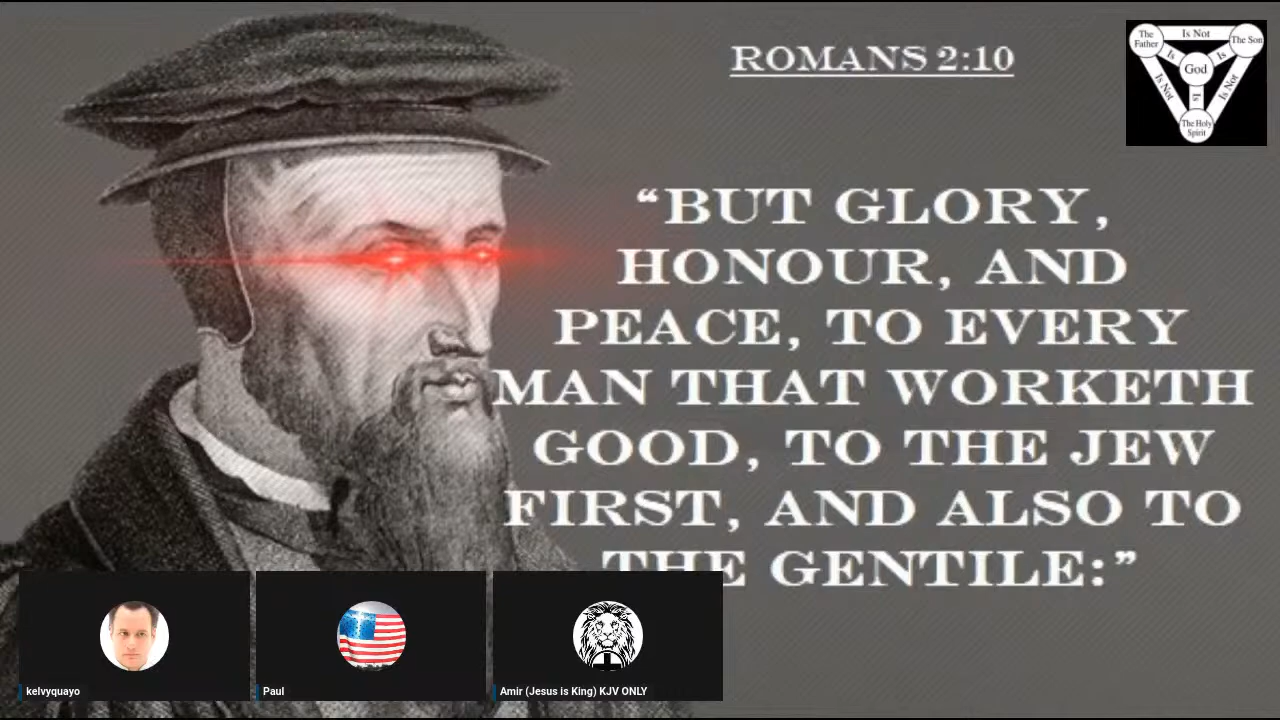 ROMANS 2:10
The Father
Is Not
The Son
Is
Is
God
Is Not
Is
Is Not
The Holy Spirit
“BUT GLORY,
HONOUR, AND
PEACE, TO EVERY
MAN THAT WORKETH
GOOD, TO THE JEW
FIRST, AND ALSO TO
THE GENTILE:”
kelvyquayo
Paul
Amir (Jesus is King) KJV ONLY